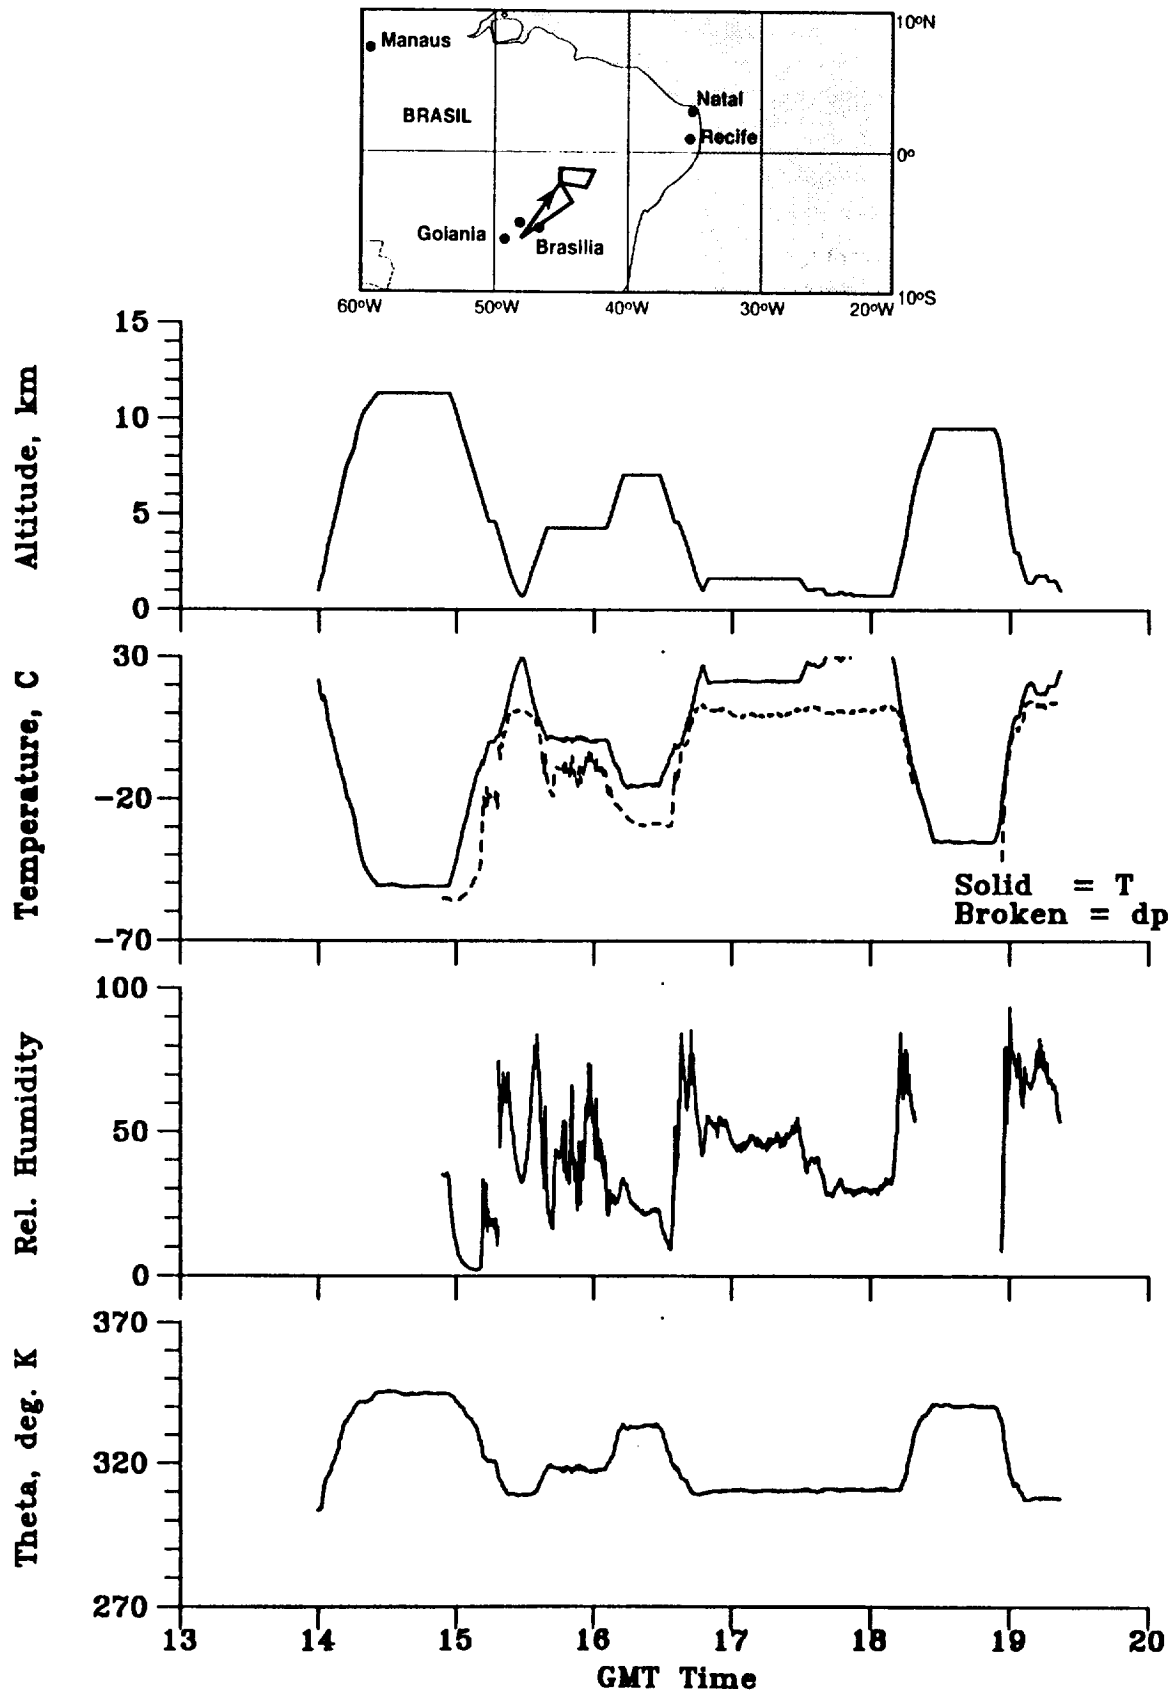 10°N
Manaus
Natal
BRASIL
Recife
0°
Goiania
Brasilia
10°S
60°W 50°W 40°W 30°W 20°W
15
10
5
0
Altitude, km
30
-20
-70
Temperature, C
Solid = T
Broken = dp
100
50
0
Rel. Humidity
370
320
270
Theta, deg. K
13 14 15 16 17 18 19 20
GMT Time